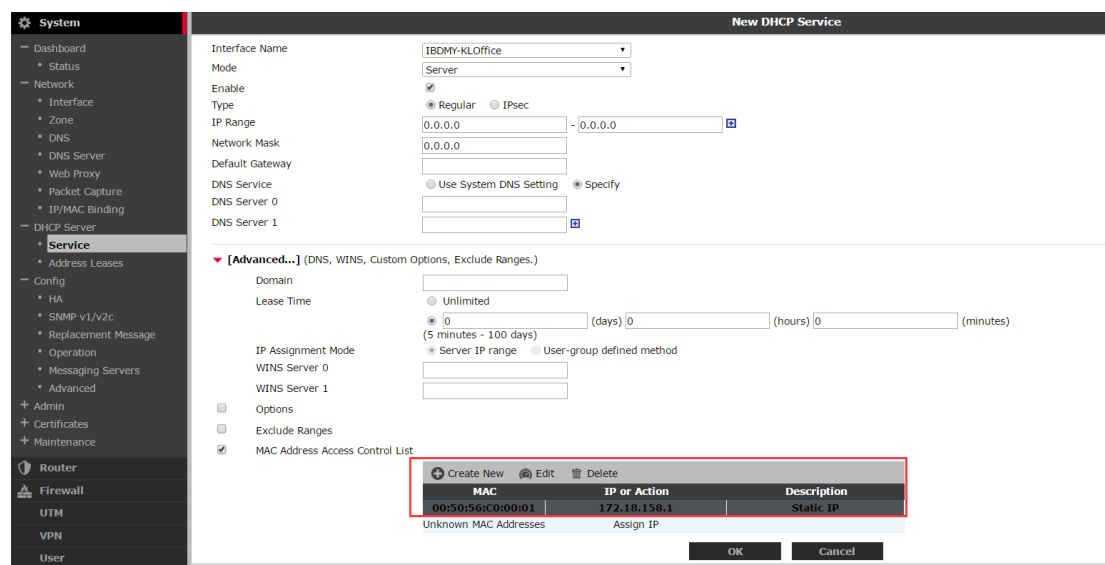 System
Dashboard
Status
Network
Interface
Zone
DNS
DNS Server
Web Proxy
Packet Capture
IP/MAC Binding
DHCP Server
Service
Address Leases
Config
HA
SNMP v1/v2c
Replacement Message
Operation
Messaging Servers
Advanced
Admin
Certificates
Maintenance
Router
Firewall
UTM
VPN
User
New DHCP Service
Interface Name IBDMY-KLOffice
Mode Server
Enable
Type Regular IPsec
IP Range 0.0.0.0 - 0.0.0.0
Network Mask 0.0.0.0
Default Gateway
DNS Service Use System DNS Setting Specify
DNS Server 0
DNS Server 1
[Advanced...] (DNS, WINS, Custom Options, Exclude Ranges.)
Domain
Lease Time Unlimited
0 (days) 0 (hours) 0 (minutes)
(5 minutes - 100 days)
IP Assignment Mode Server IP range User-group defined method
WINS Server 0
WINS Server 1
Options
Exclude Ranges
MAC Address Access Control List
Create New Edit Delete
MAC IP or Action Description
00:50:56:C0:00:01 172.18.158.1 Static IP
Unknown MAC Addresses Assign IP
OK Cancel